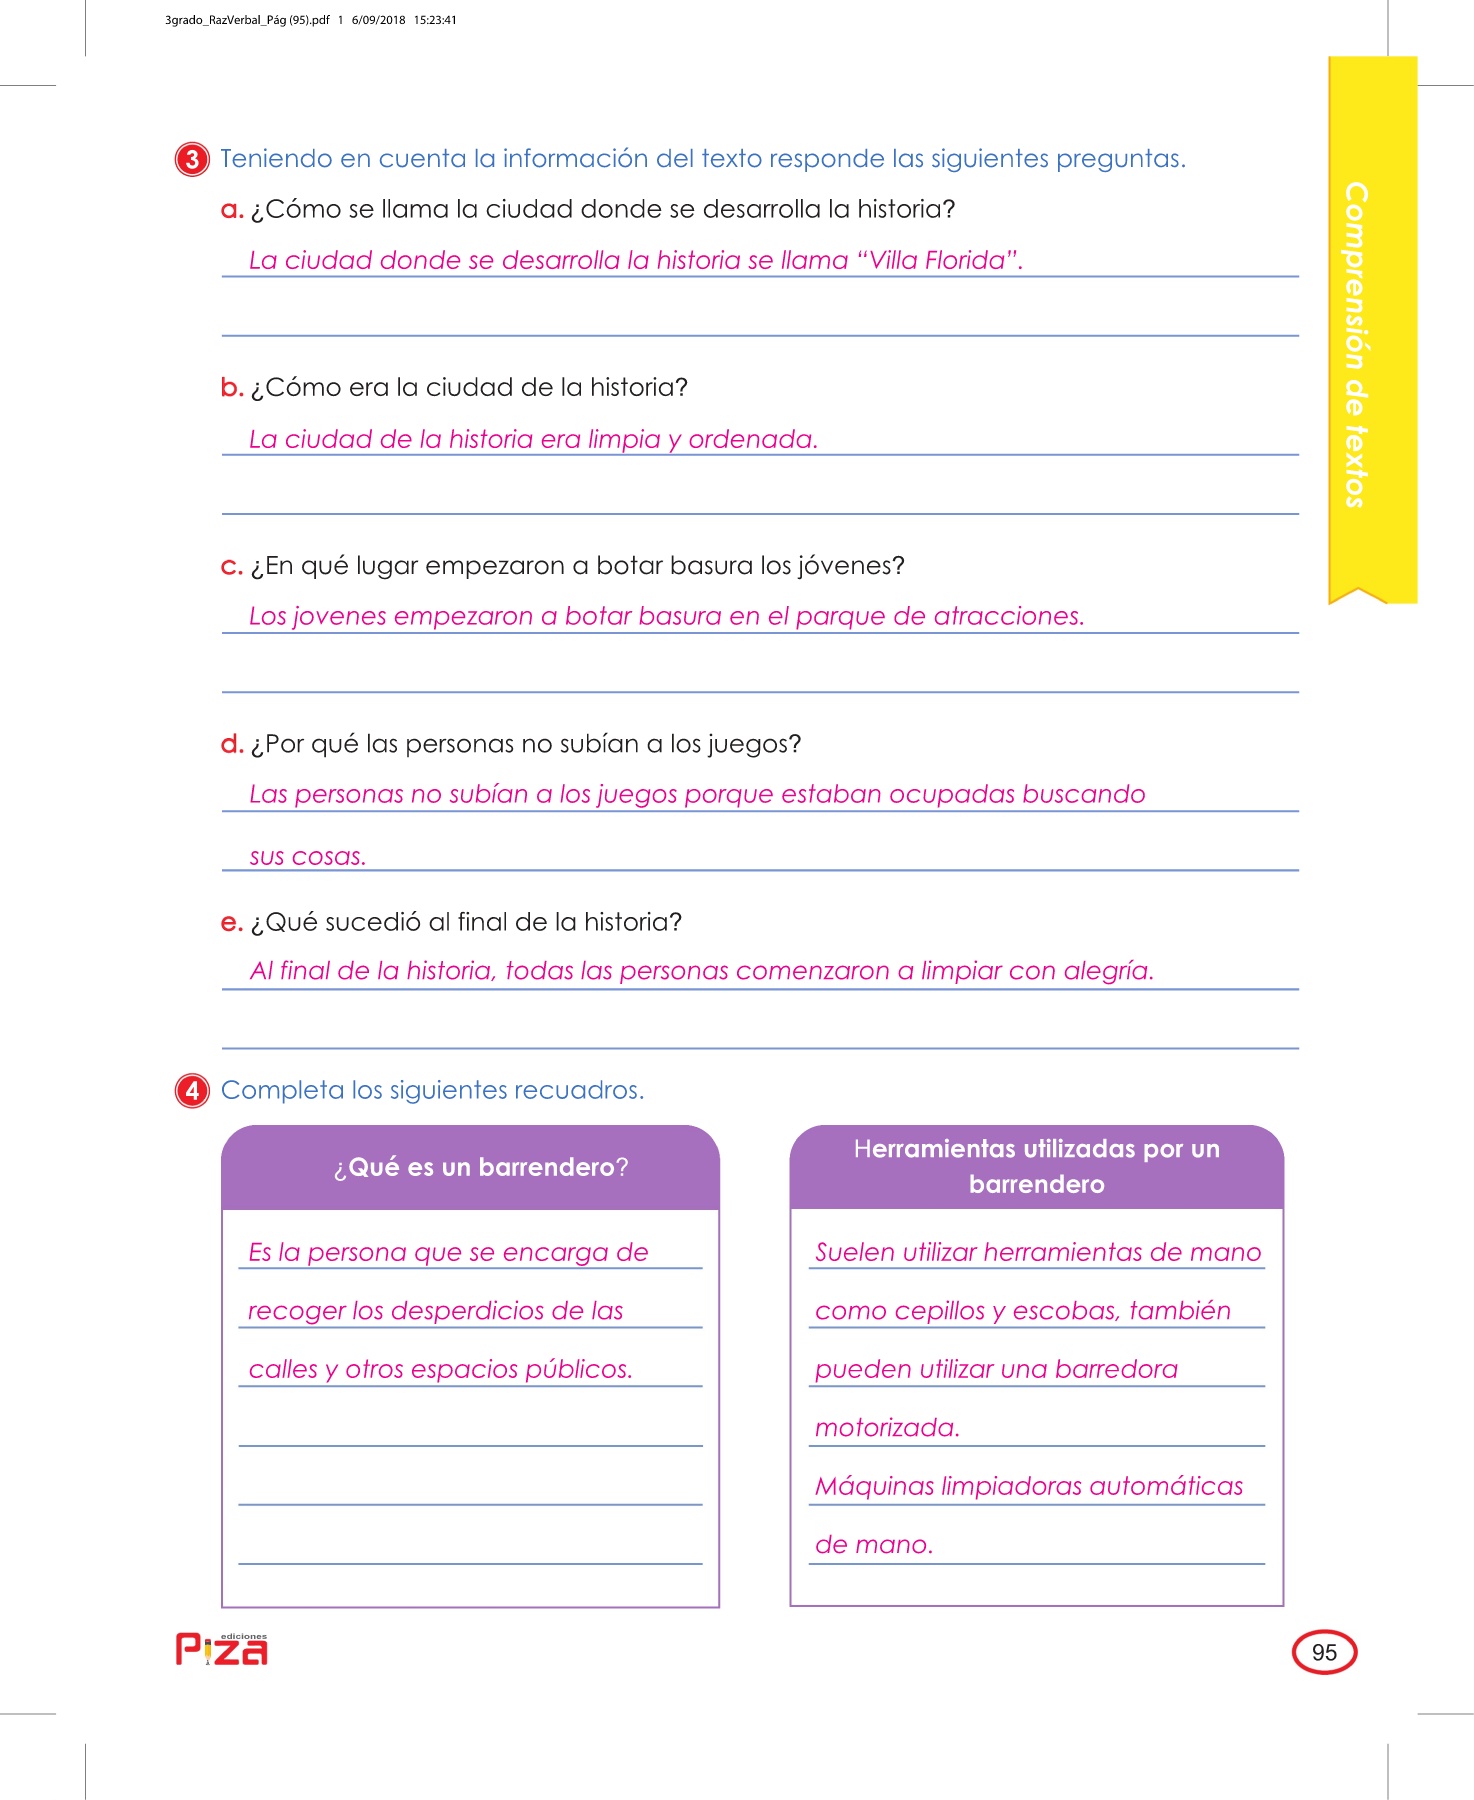 3grado_RazVerbal_Pág (95).pdf 1 6/09/2018 15:23:41
3 Teniendo en cuenta la información del texto responde las siguientes preguntas.
a. ¿Cómo se llama la ciudad donde se desarrolla la historia?
La ciudad donde se desarrolla la historia se llama “Villa Florida”.
b. ¿Cómo era la ciudad de la historia?
La ciudad de la historia era limpia y ordenada.
c. ¿En qué lugar empezaron a botar basura los jóvenes?
Los jovenes empezaron a botar basura en el parque de atracciones.
d. ¿Por qué las personas no subían a los juegos?
Las personas no subían a los juegos porque estaban ocupadas buscando
sus cosas.
e. ¿Qué sucedió al final de la historia?
Al final de la historia, todas las personas comenzaron a limpiar con alegría.
4 Completa los siguientes recuadros.
¿Qué es un barrendero?
Es la persona que se encarga de
recoger los desperdicios de las
calles y otros espacios públicos.
Herramientas utilizadas por un
barrendero
Suelen utilizar herramientas de mano
como cepillos y escobas, también
pueden utilizar una barredora
motorizada.
Máquinas limpiadoras automáticas
de mano.
Comprensión de textos
ediciones
Piza
95